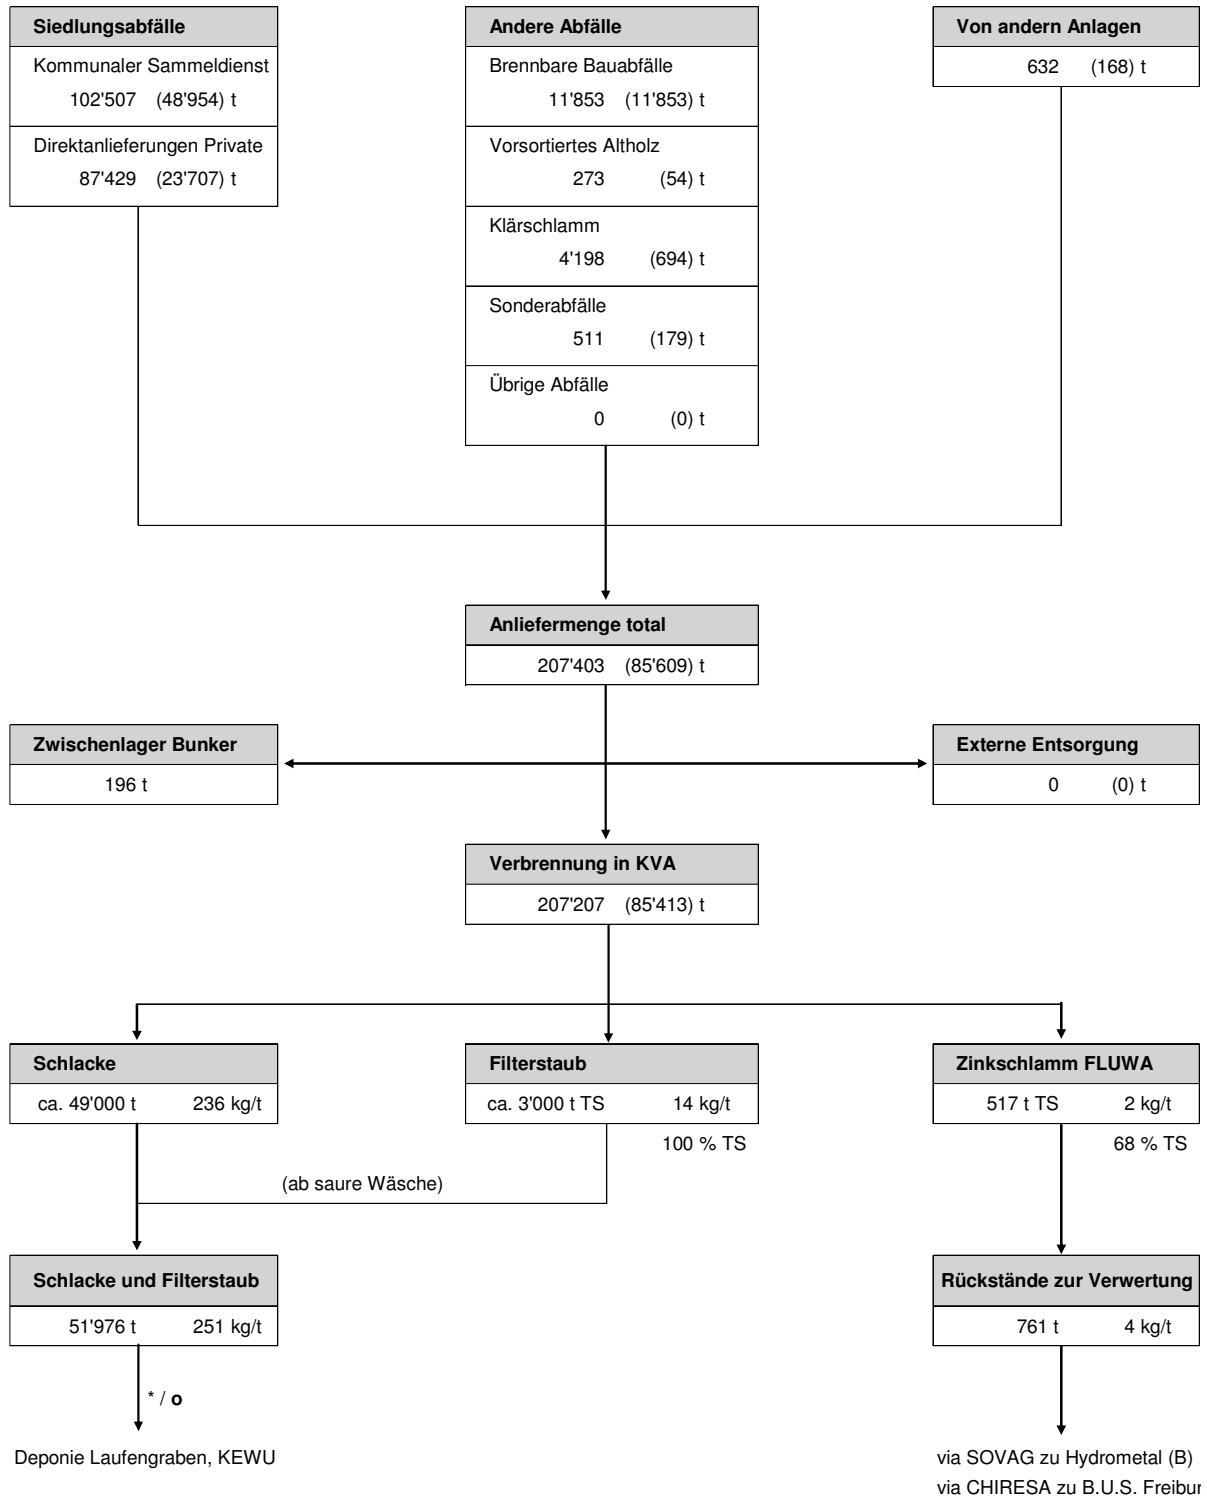 Siedlungsabfälle
Kommunaler Sammeldienst
102'507 (48'954) t
Direktanlieferungen Private
87'429 (23'707) t
Andere Abfälle
Brennbare Bauabfälle
11'853 (11'853) t
Vorsortiertes Altholz
273 (54) t
Klärschlamm
4'198 (694) t
Sonderabfälle
511 (179) t
Übrige Abfälle
0 (0) t
Von andern Anlagen
632 (168) t
Anliefermenge total
207'403 (85'609) t
Zwischenlager Bunker
196 t
Externe Entsorgung
0 (0) t
Verbrennung in KVA
207'207 (85'413) t
Schlacke
ca. 49'000 t 236 kg/t
Filterstaub
ca. 3'000 t TS 14 kg/t
100 % TS
Zinkschlamm FLUWA
517 t TS 2 kg/t
68 % TS
(ab saure Wäsche)
Schlacke und Filterstaub
51'976 t 251 kg/t
Rückstände zur Verwertung
761 t 4 kg/t
* / o
Deponie Laufengraben, KEWU
via SOVAG zu Hydrometal (B)
via CHIRESA zu B.U.S. Freibur